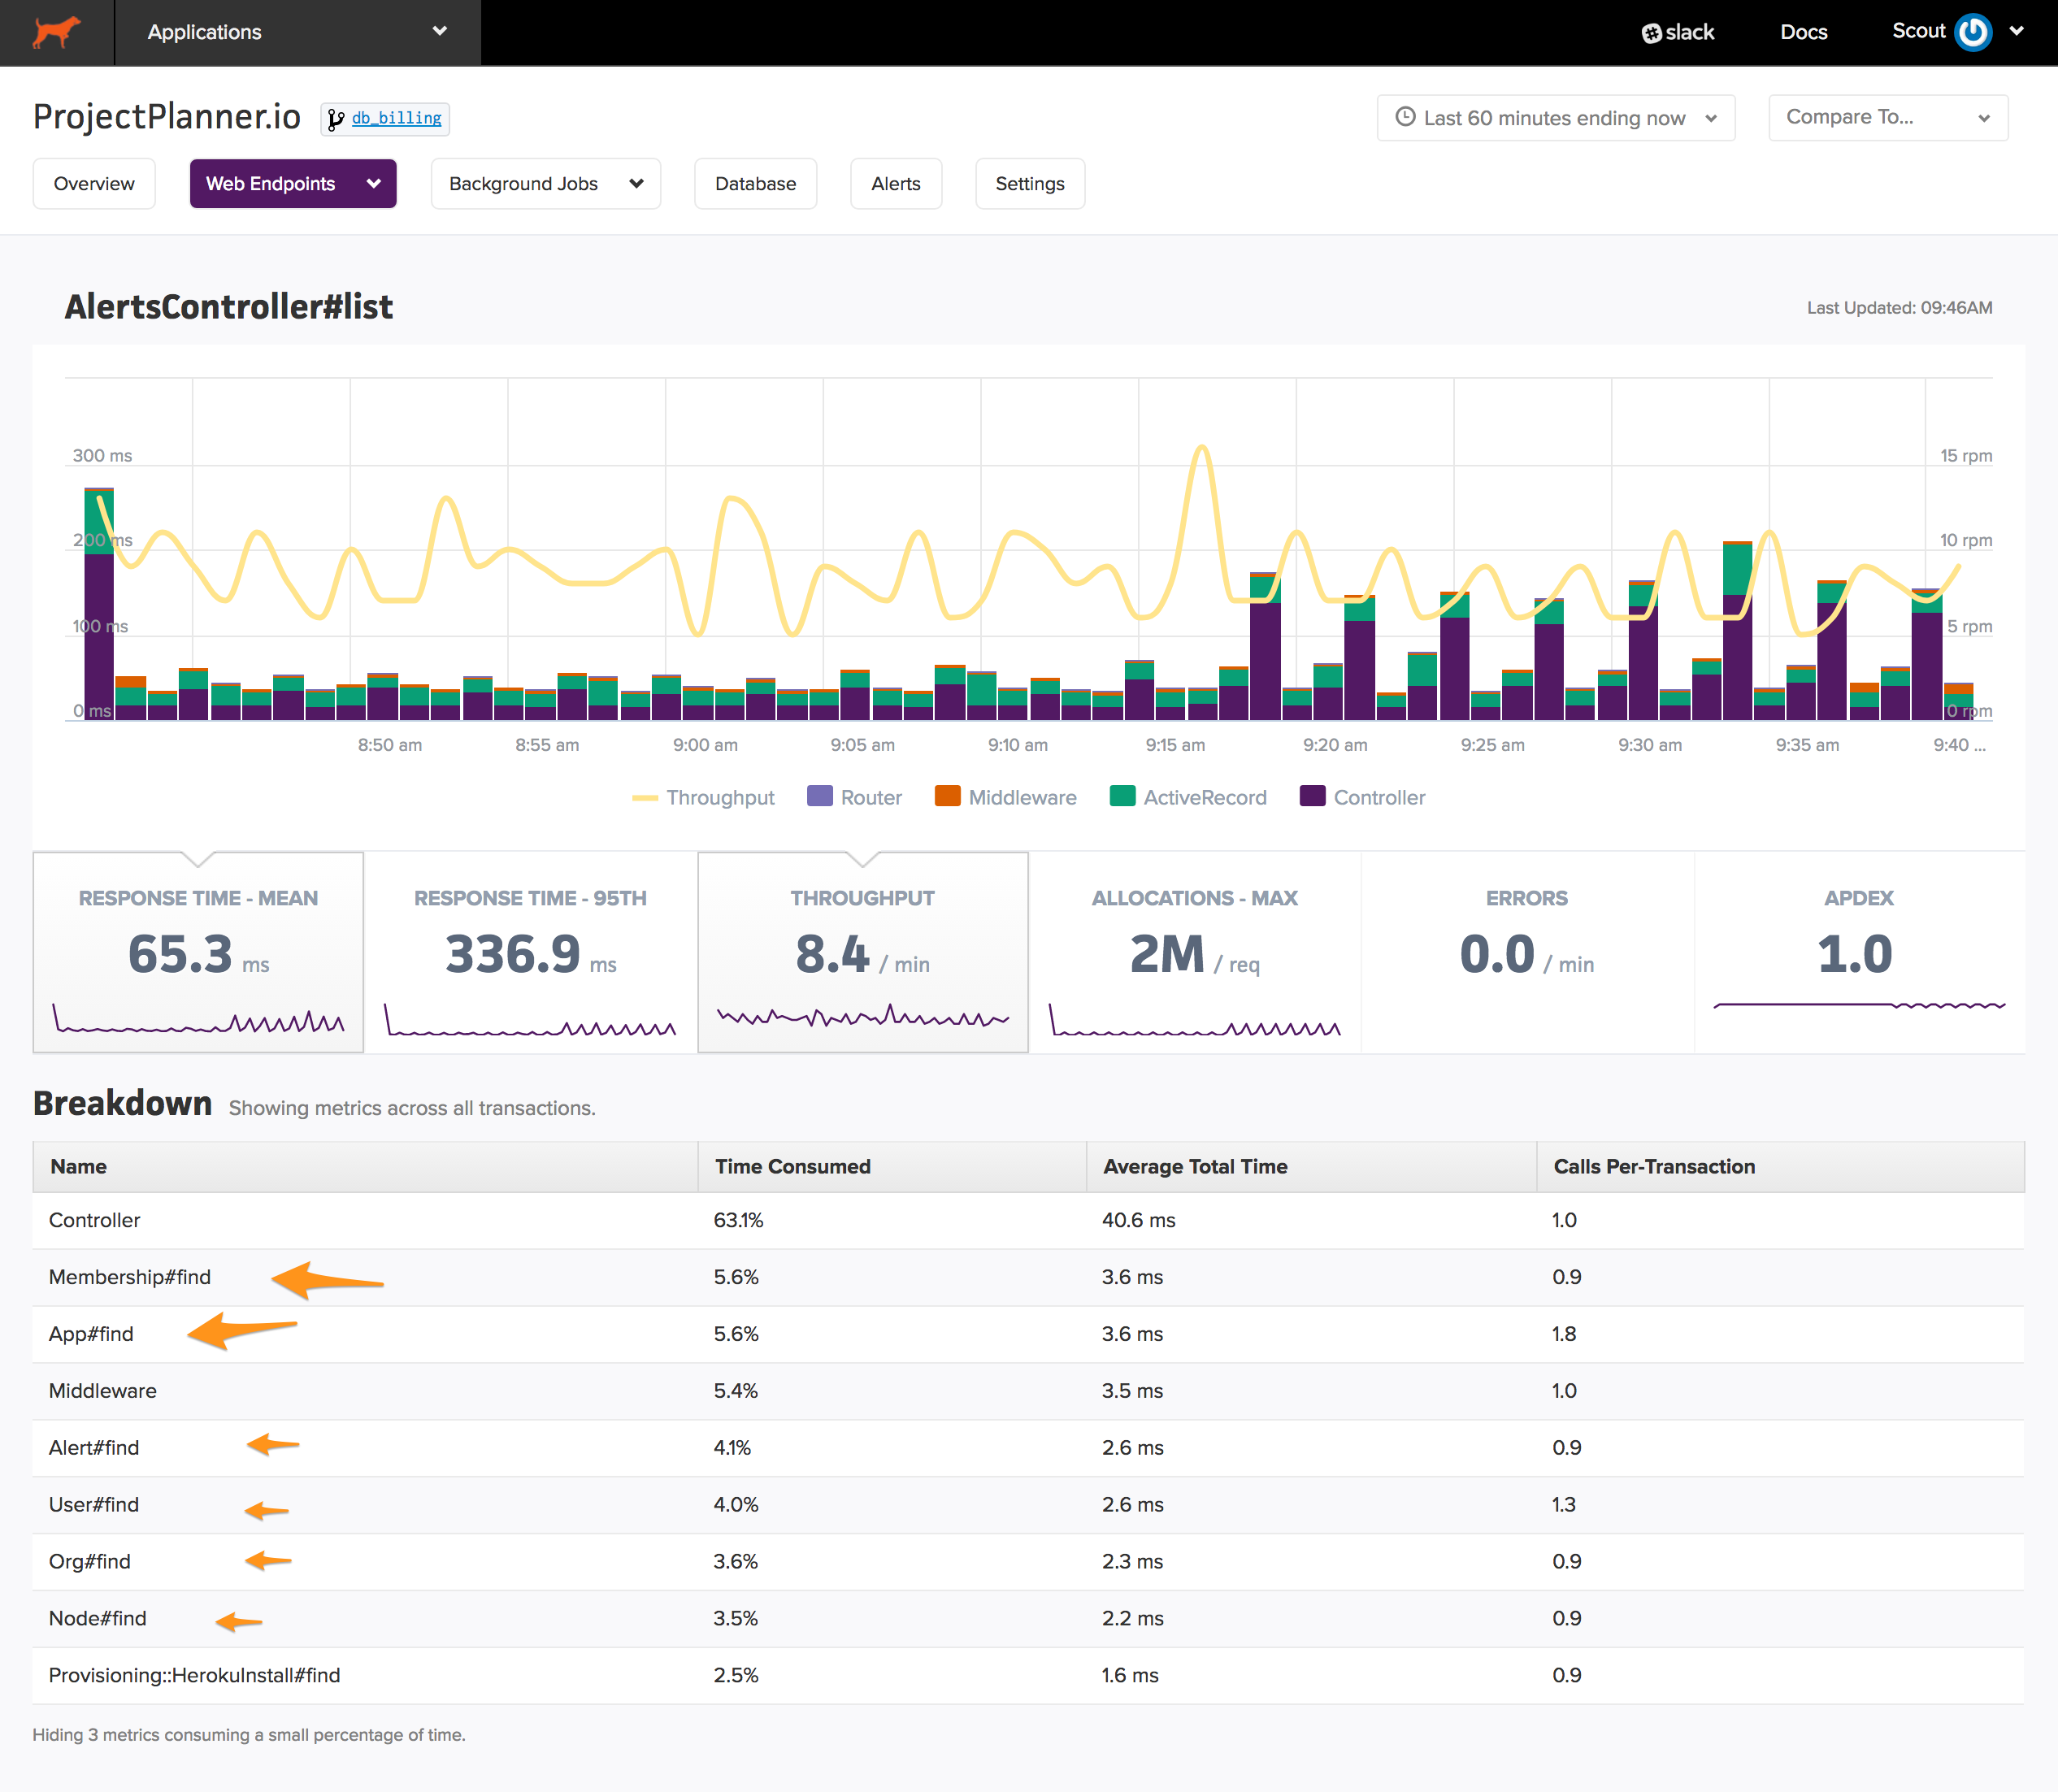 Applications slack Docs Scout
ProjectPlanner.io db_billing Last 60 minutes ending now Compare To...
Overview Web Endpoints Background Jobs Database Alerts Settings
AlertsController#list Last Updated: 09:46AM
300 ms 15 rpm
200 ms 10 rpm
100 ms 5 rpm
0 ms 0 rpm
8:50 am 8:55 am 9:00 am 9:05 am 9:10 am 9:15 am 9:20 am 9:25 am 9:30 am 9:35 am 9:40 ...
Throughput Router Middleware ActiveRecord Controller
RESPONSE TIME - MEAN RESPONSE TIME - 95TH THROUGHPUT ALLOCATIONS - MAX ERRORS APDEX
65.3 ms 336.9 ms 8.4 / min 2M / req 0.0 / min 1.0
Breakdown Showing metrics across all transactions.
Name Time Consumed Average Total Time Calls Per-Transaction
Controller 63.1% 40.6 ms 1.0
Membership#find 5.6% 3.6 ms 0.9
App#find 5.6% 3.6 ms 1.8
Middleware 5.4% 3.5 ms 1.0
Alert#find 4.1% 2.6 ms 0.9
User#find 4.0% 2.6 ms 1.3
Org#find 3.6% 2.3 ms 0.9
Node#find 3.5% 2.2 ms 0.9
Provisioning::HerokuInstall#find 2.5% 1.6 ms 0.9
Hiding 3 metrics consuming a small percentage of time.